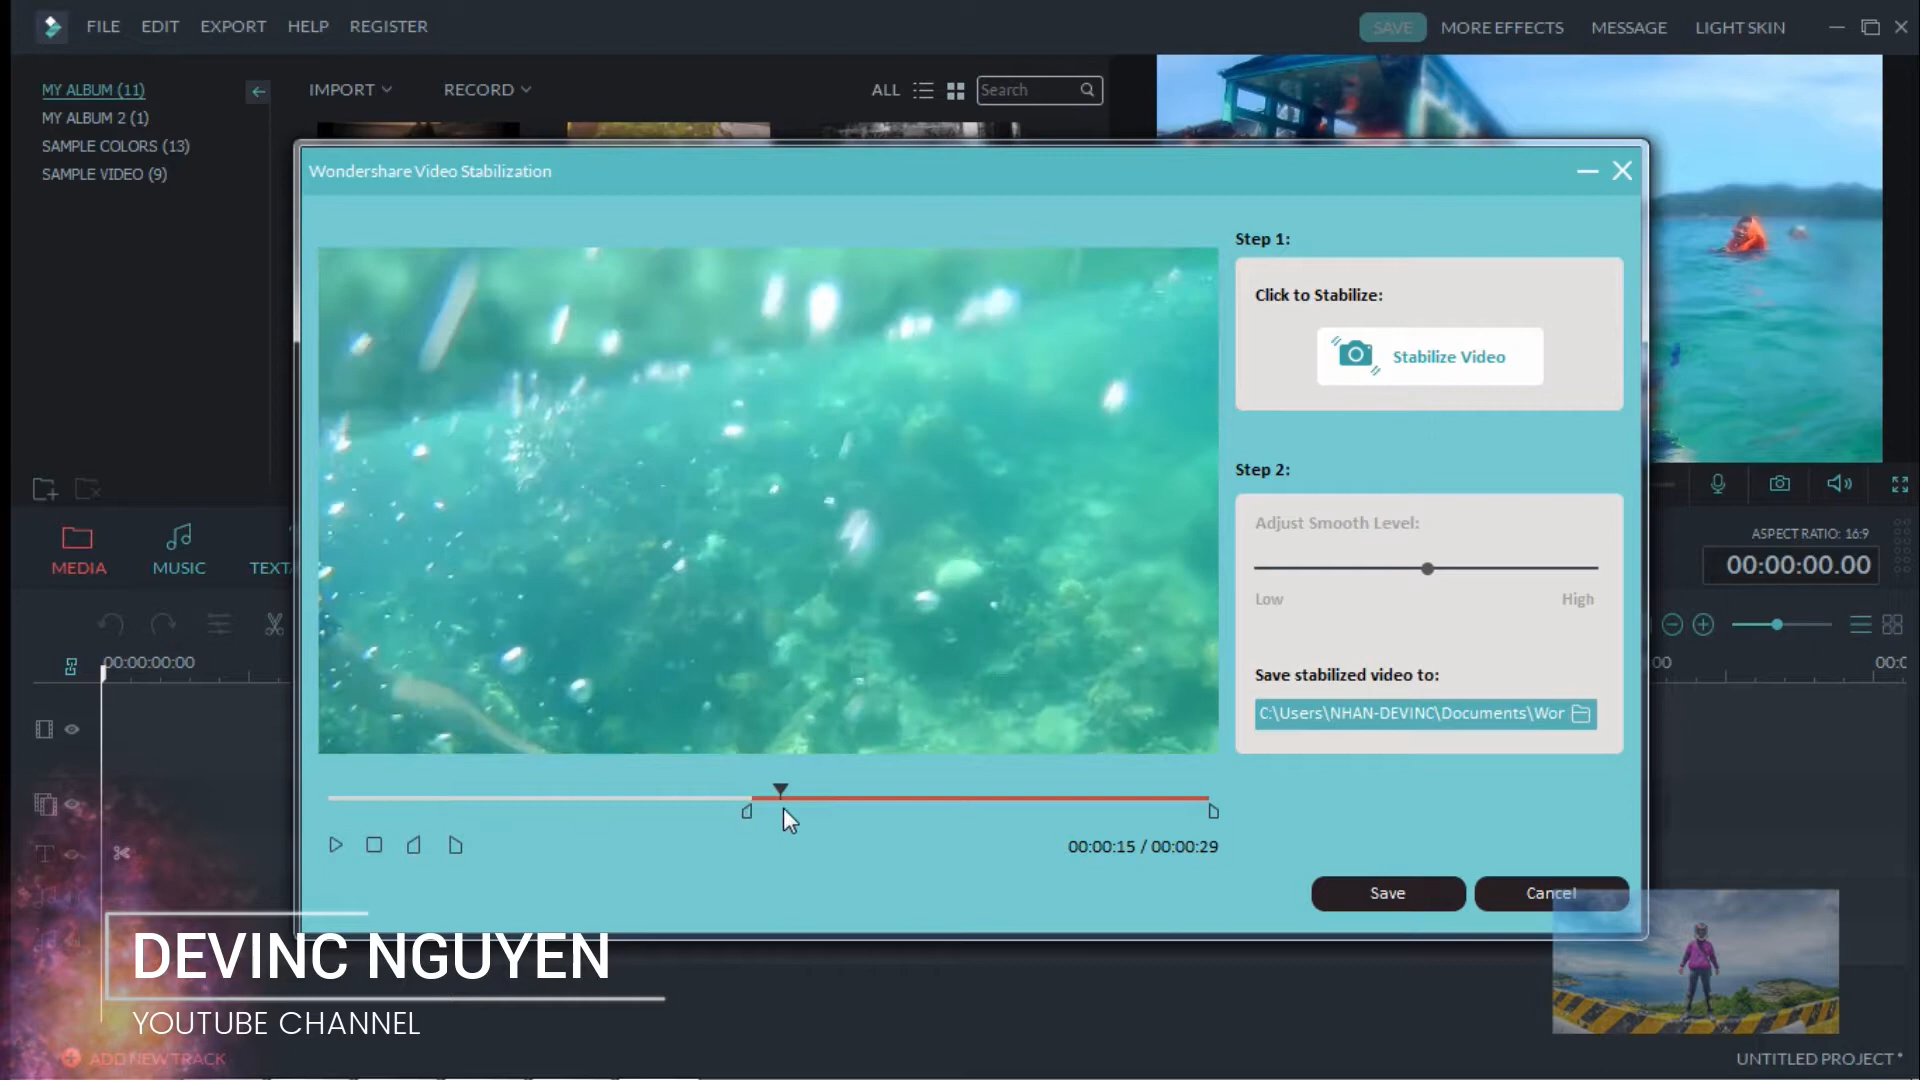 FILE EDIT EXPORT HELP REGISTER
SAVE MORE EFFECTS MESSAGE LIGHT SKIN
MY ALBUM (11)
MY ALBUM 2 (1)
SAMPLE COLORS (13)
SAMPLE VIDEO (9)
IMPORT RECORD ALL Search
Wondershare Video Stabilization
Step 1:
Click to Stabilize:
Stabilize Video
Step 2:
Adjust Smooth Level:
Low High
Save stabilized video to:
C:\Users\NHAN-DEVINC\Documents\Wor
00:00:15 / 00:00:29
Save Cancel
MEDIA MUSIC TEXT
ASPECT RATIO: 16:9
00:00:00.00
00:00:00:00
DEVINC NGUYEN
YOUTUBE CHANNEL
ADD NEW TRACK
UNTITLED PROJECT *